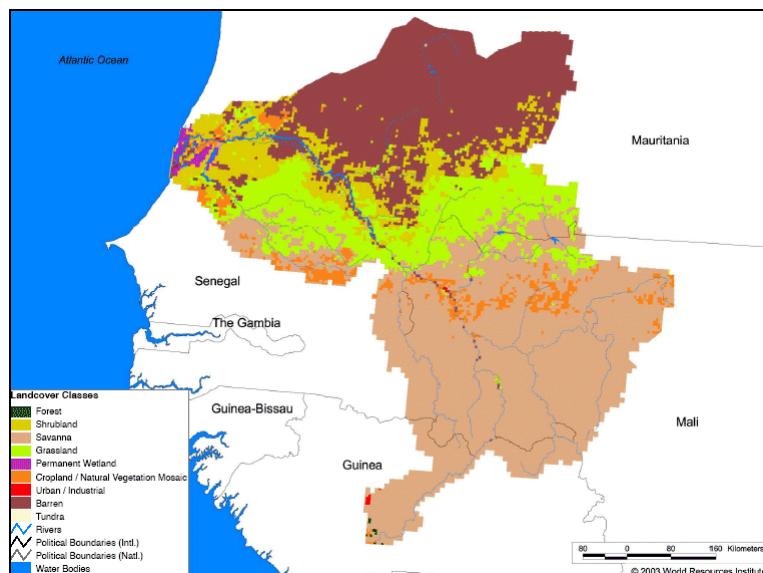 Atlantic Ocean
Mauritania
Senegal
The Gambia
Guinea-Bissau
Mali
Guinea
Landcover Classes
Forest
Shrubland
Savanna
Grassland
Permanent Wetland
Cropland / Natural Vegetation Mosaic
Urban / Industrial
Barren
Tundra
Rivers
Political Boundaries (Intl.)
Political Boundaries (Natl.)
Water Bodies
80 0 80 160 Kilometers
© 2003 World Resources Institute